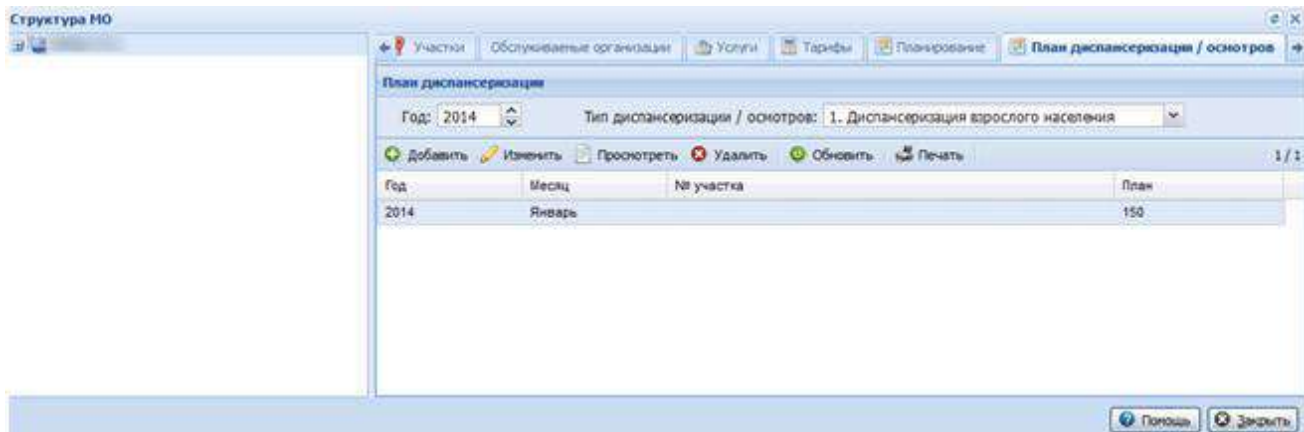 Структура МО
Участки Обслуживаемые организации Услуги Тарифы Планирование План диспансеризации / осмотров
План диспансеризации
Год: 2014 Тип диспансеризации / осмотров: 1. Диспансеризация взрослого населения
Добавить Изменить Просмотреть Удалить Обновить Печать 1 / 1
Год Месяц № участка План
2014 Январь 150
Помощь Закрыть